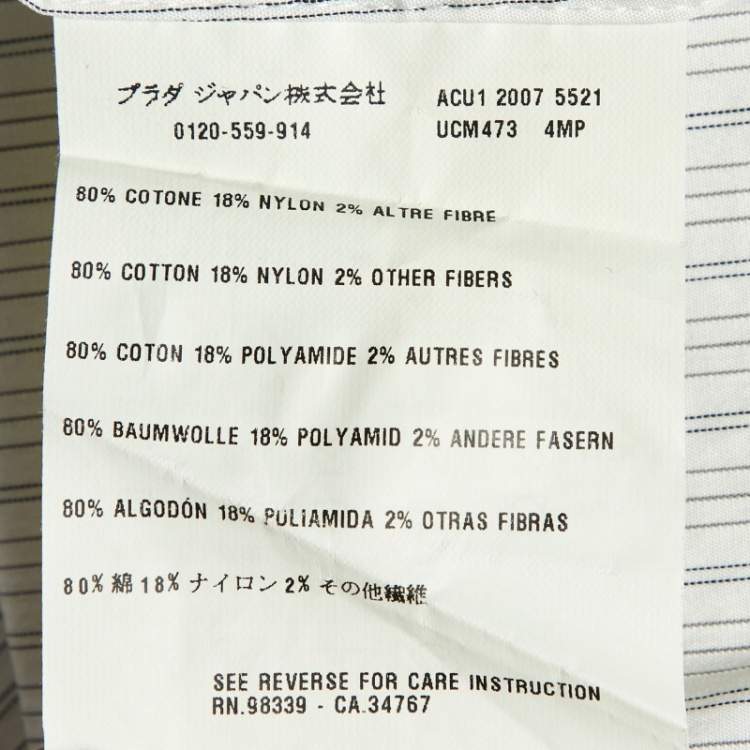 プラダ ジャパン株式会社
0120-559-914
ACU1 2007 5521
UCM473 4MP
80% COTONE 18% NYLON 2% ALTRE FIBRE
80% COTTON 18% NYLON 2% OTHER FIBERS
80% COTON 18% POLYAMIDE 2% AUTRES FIBRES
80% BAUMWOLLE 18% POLYAMID 2% ANDERE FASERN
80% ALGODÓN 18% PULIAMIDA 2% OTRAS FIBRAS
80% 綿 18% ナイロン 2% その他繊維
SEE REVERSE FOR CARE INSTRUCTION
RN.98339 - CA.34767